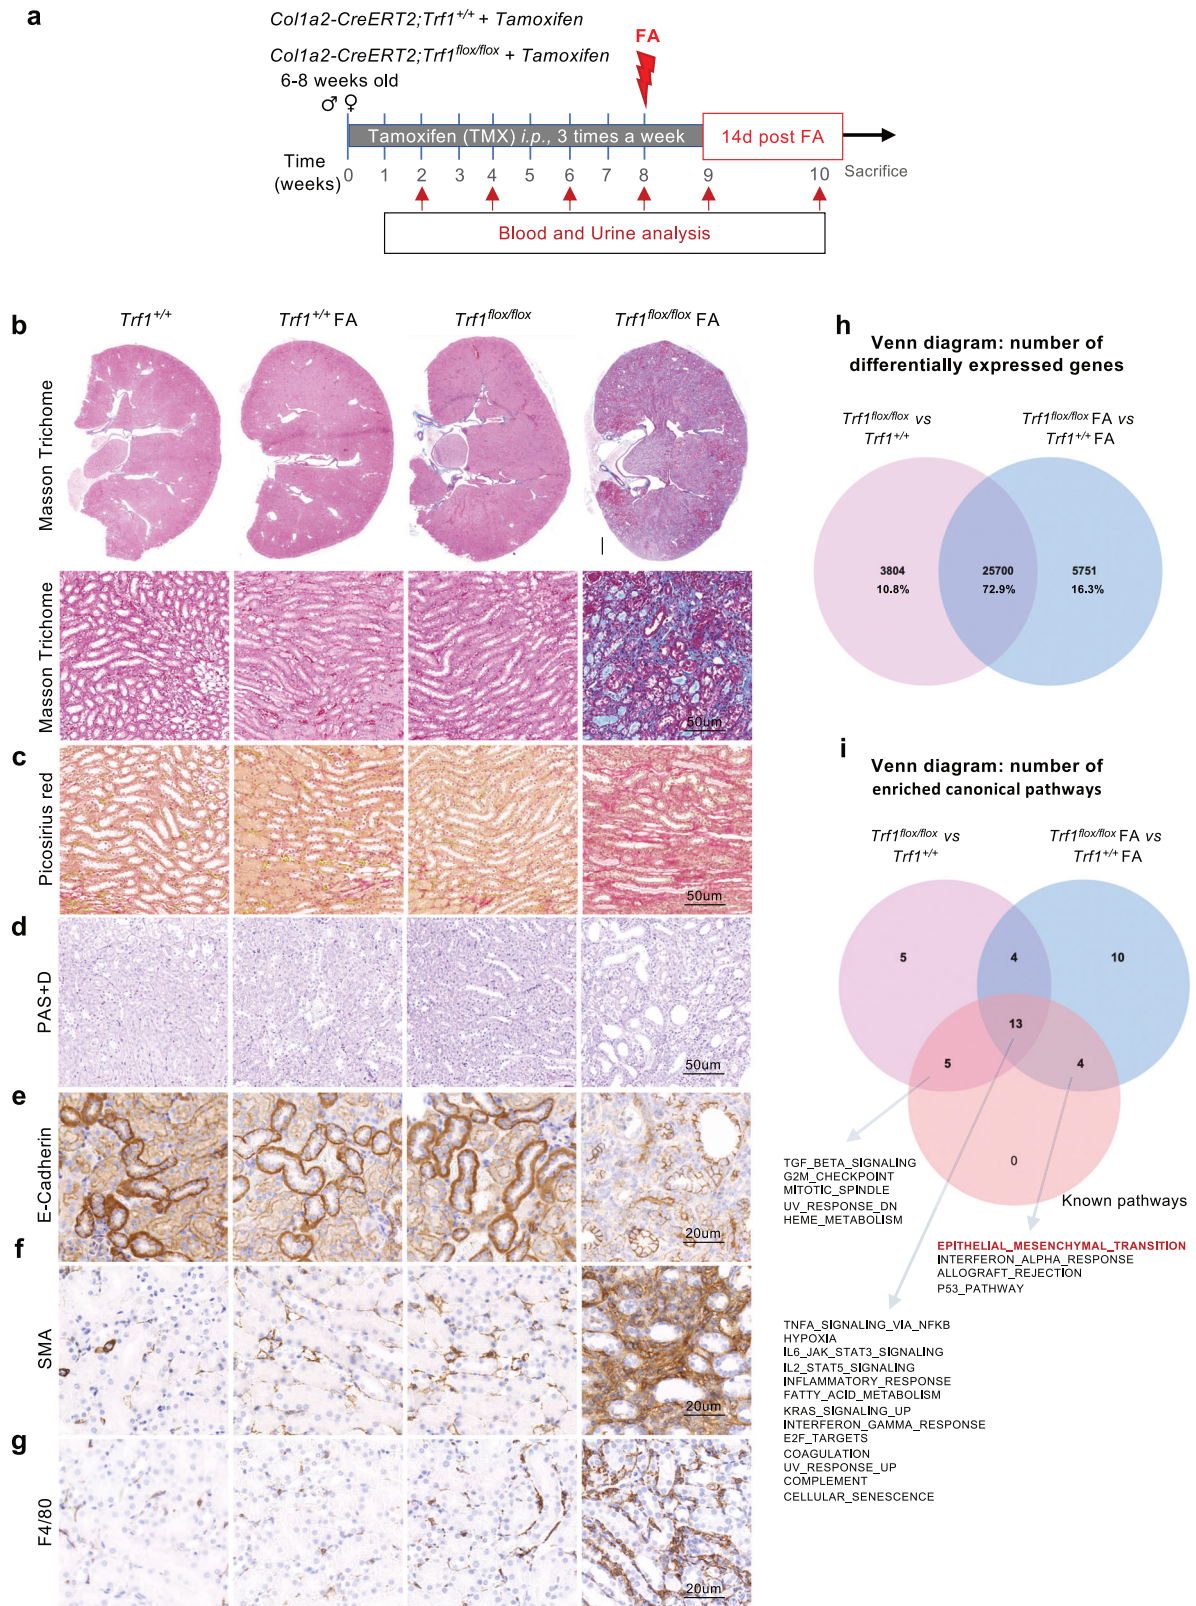 a
Col1a2-CreERT2;Trf1+/+ + Tamoxifen
Col1a2-CreERT2;Trf1flox/flox + Tamoxifen
FA
6-8 weeks old
♂ ♀
Tamoxifen (TMX) i.p., 3 times a week
14d post FA
Time
(weeks)
0 1 2 3 4 5 6 7 8 9 10
Sacrifice
Blood and Urine analysis
b
Trf1+/+
Trf1+/+ FA
Trf1flox/flox
Trf1flox/flox FA
Masson Trichome
Masson Trichome
50um
c
Picosirius red
50um
d
PAS+D
50um
e
E-Cadherin
20um
f
SMA
20um
g
F4/80
20um
h
Venn diagram: number of
differentially expressed genes
Trf1flox/flox vs
Trf1+/+
Trf1flox/flox FA vs
Trf1+/+ FA
3804
10.8%
25700
72.9%
5751
16.3%
i
Venn diagram: number of
enriched canonical pathways
Trf1flox/flox vs
Trf1+/+
Trf1flox/flox FA vs
Trf1+/+ FA
5
4
10
13
5
4
0
Known pathways
TGF_BETA_SIGNALING
G2M_CHECKPOINT
MITOTIC_SPINDLE
UV_RESPONSE_DN
HEME_METABOLISM
EPITHELIAL_MESENCHYMAL_TRANSITION
INTERFERON_ALPHA_RESPONSE
ALLOGRAFT_REJECTION
P53_PATHWAY
TNFA_SIGNALING_VIA_NFKB
HYPOXIA
IL6_JAK_STAT3_SIGNALING
IL2_STAT5_SIGNALING
INFLAMMATORY_RESPONSE
FATTY_ACID_METABOLISM
KRAS_SIGNALING_UP
INTERFERON_GAMMA_RESPONSE
E2F_TARGETS
COAGULATION
UV_RESPONSE_UP
COMPLEMENT
CELLULAR_SENESCENCE